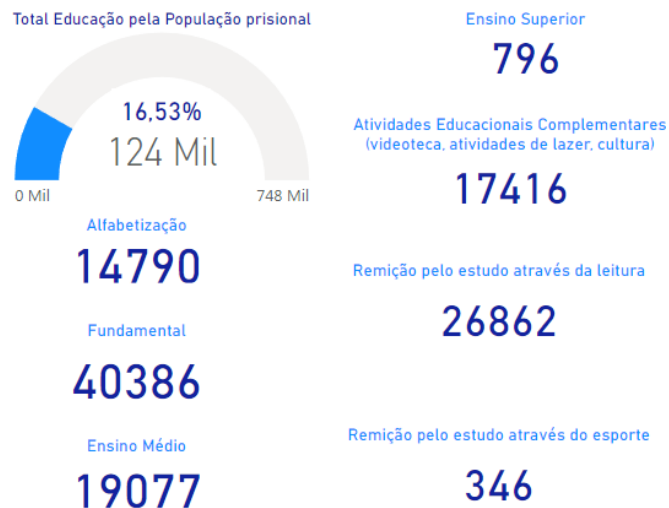 Total Educação pela População prisional
16,53%
124 Mil
0 Mil
748 Mil
Alfabetização
14790
Fundamental
40386
Ensino Médio
19077
Ensino Superior
796
Atividades Educacionais Complementares
(videoteca, atividades de lazer, cultura)
17416
Remição pelo estudo através da leitura
26862
Remição pelo estudo através do esporte
346